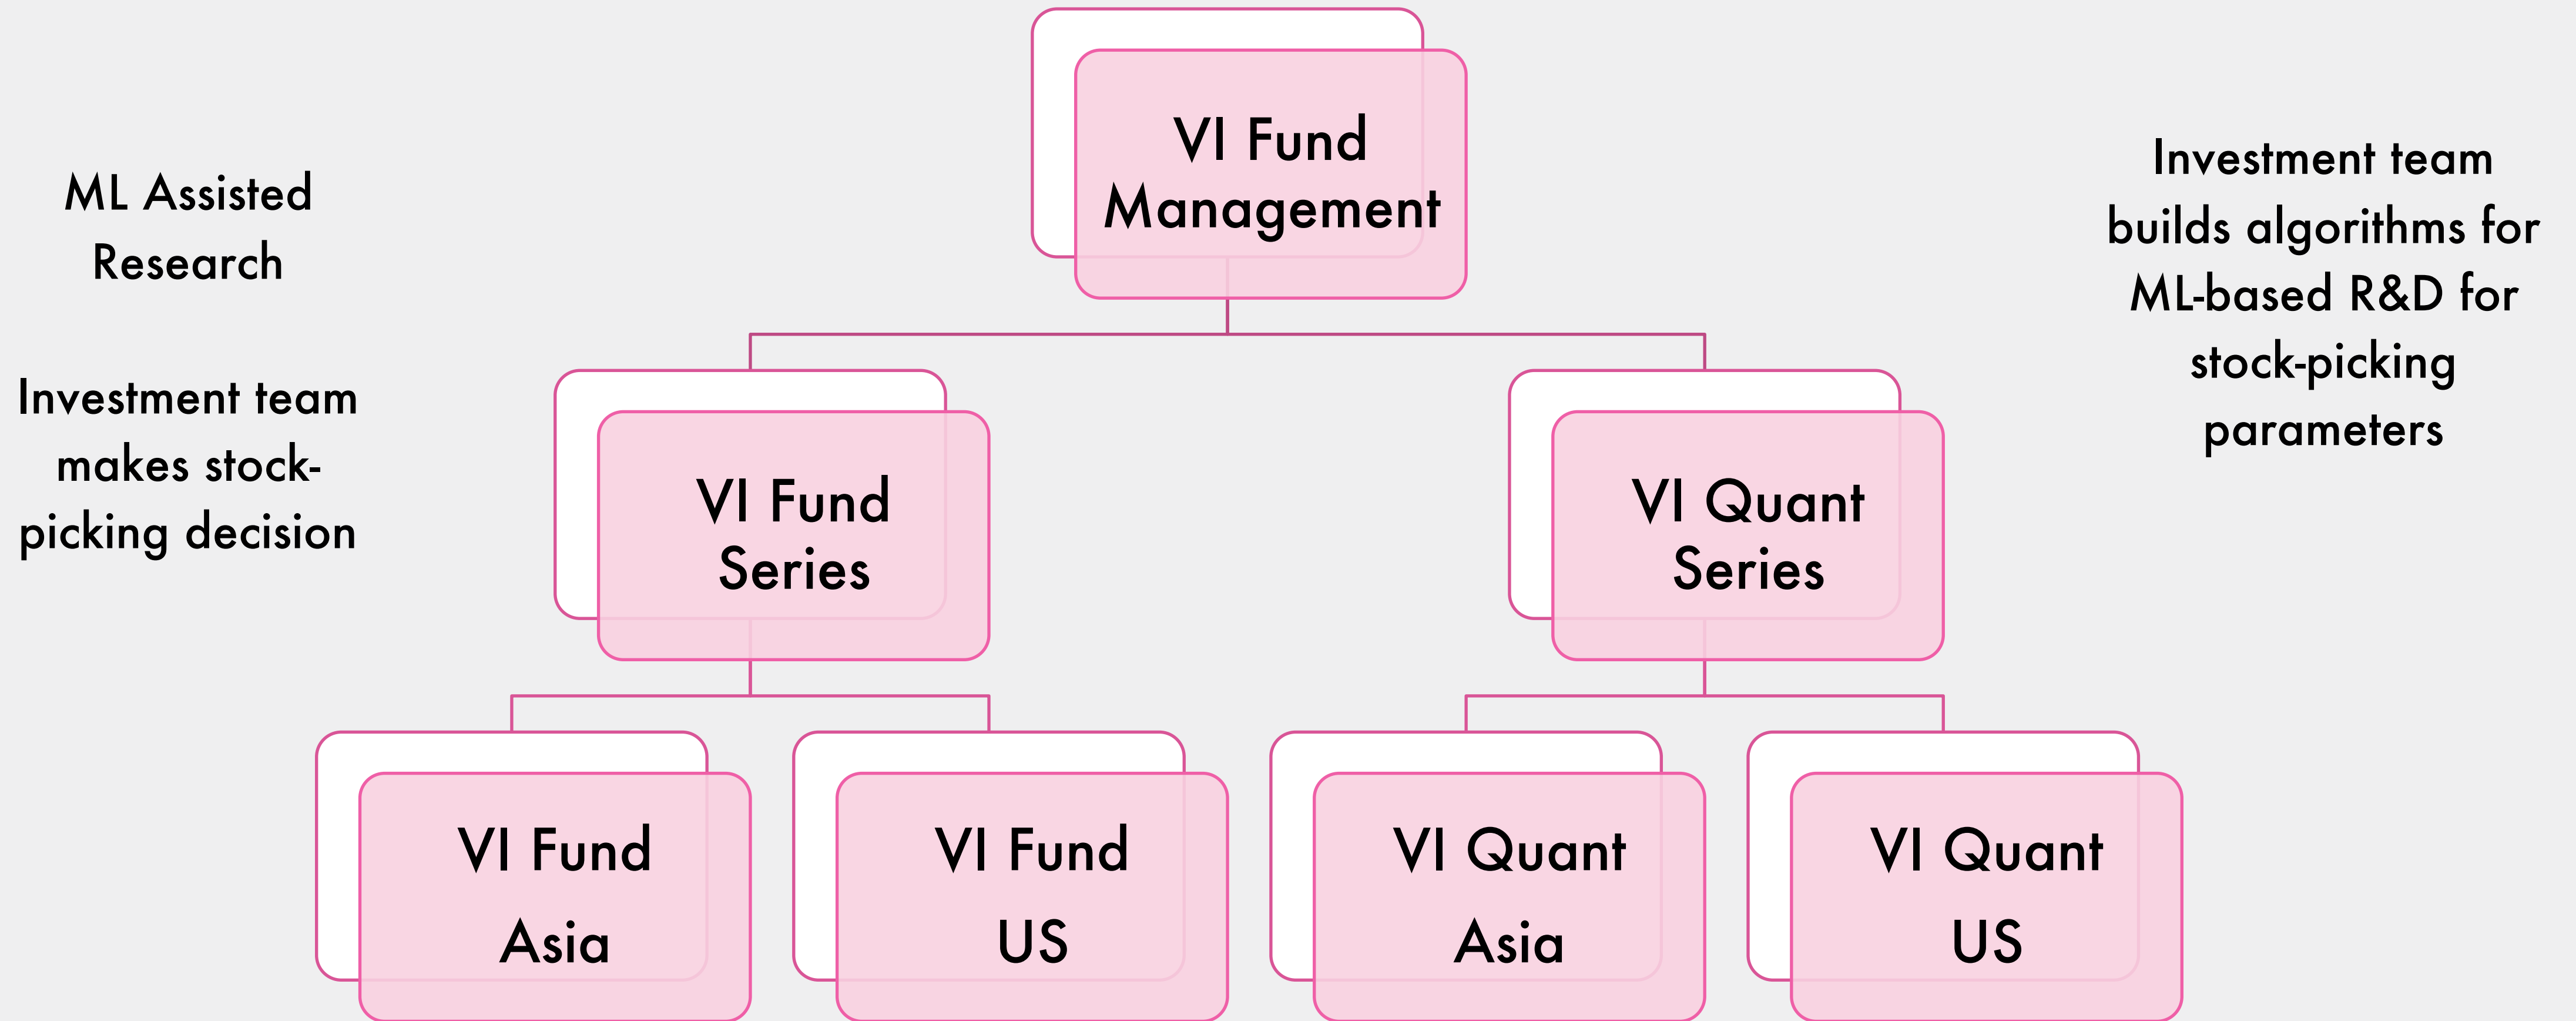 VI Fund
Management
ML Assisted
Research
Investment team
makes stock-
picking decision
Investment team
builds algorithms for
ML-based R&D for
stock-picking
parameters
VI Fund
Series
VI Quant
Series
VI Fund
Asia
VI Fund
US
VI Quant
Asia
VI Quant
US